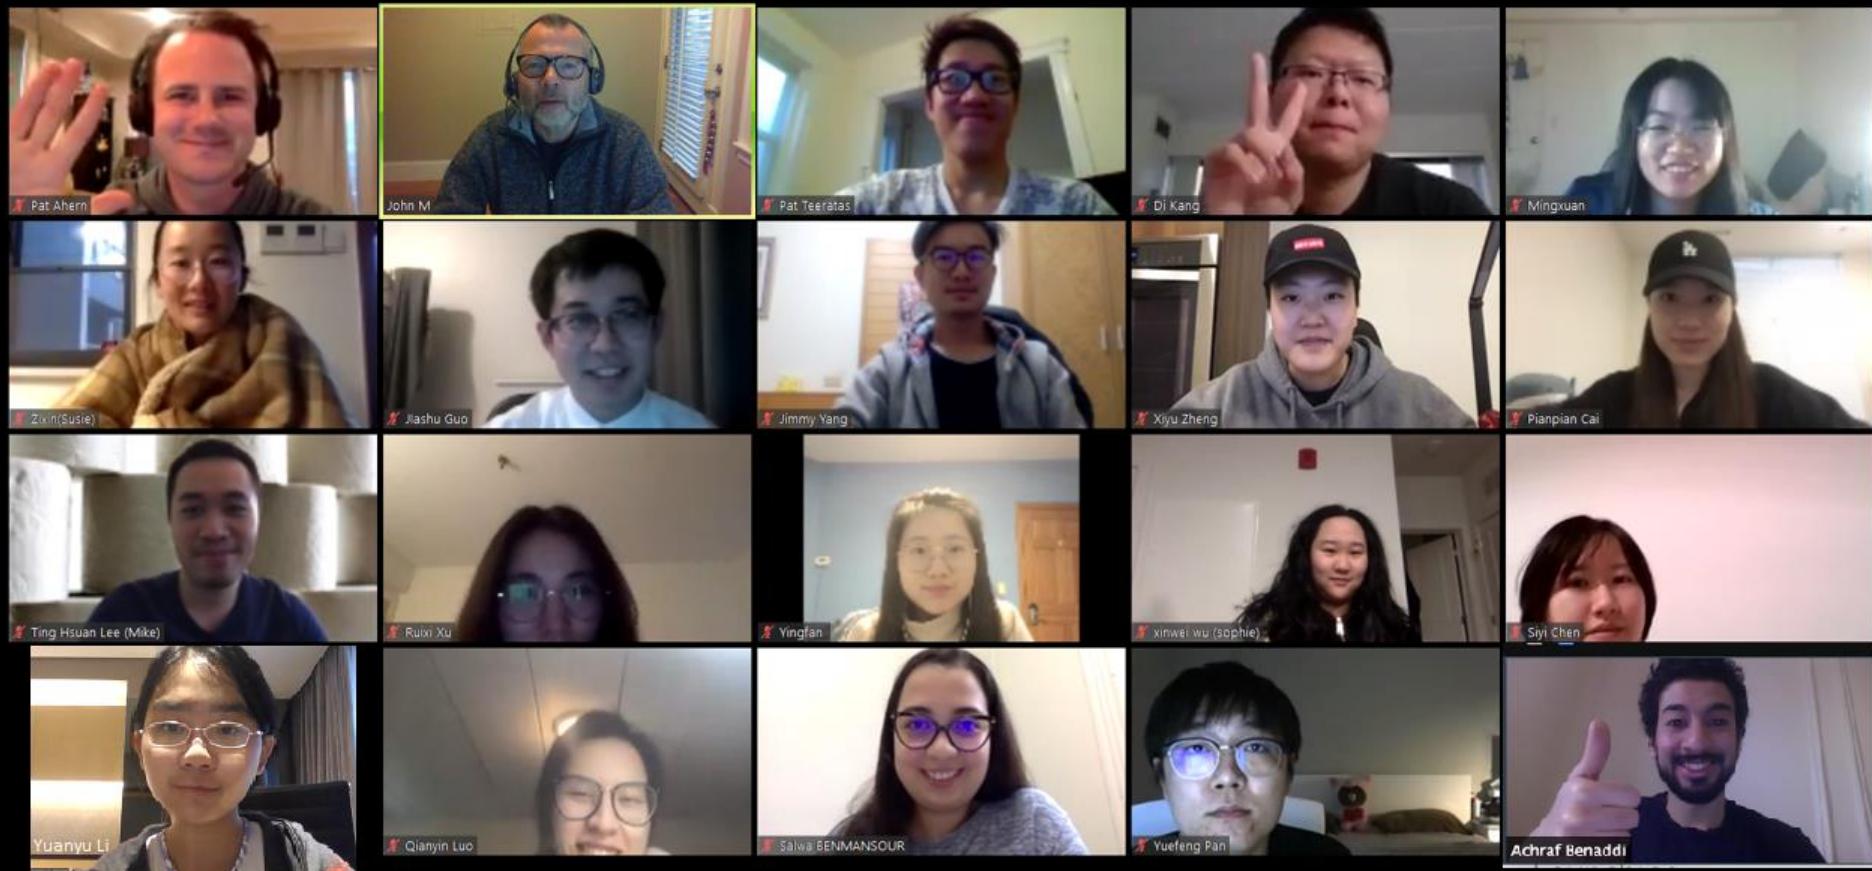 Pat Ahern
John M
Pat Teeratas
Di Kang
Mingxuan
Zixin(Susie)
Jiashu Guo
Jimmy Yang
Xiyu Zheng
Pianpian Cai
Ting Hsuan Lee (Mike)
Ruixi Xu
Yingfan
xinwei wu (sophie)
Siyi Chen
Yuanyu Li
Qianyin Luo
Salwa BENMANSOUR
Yuefeng Pan
Achraf Benaddi